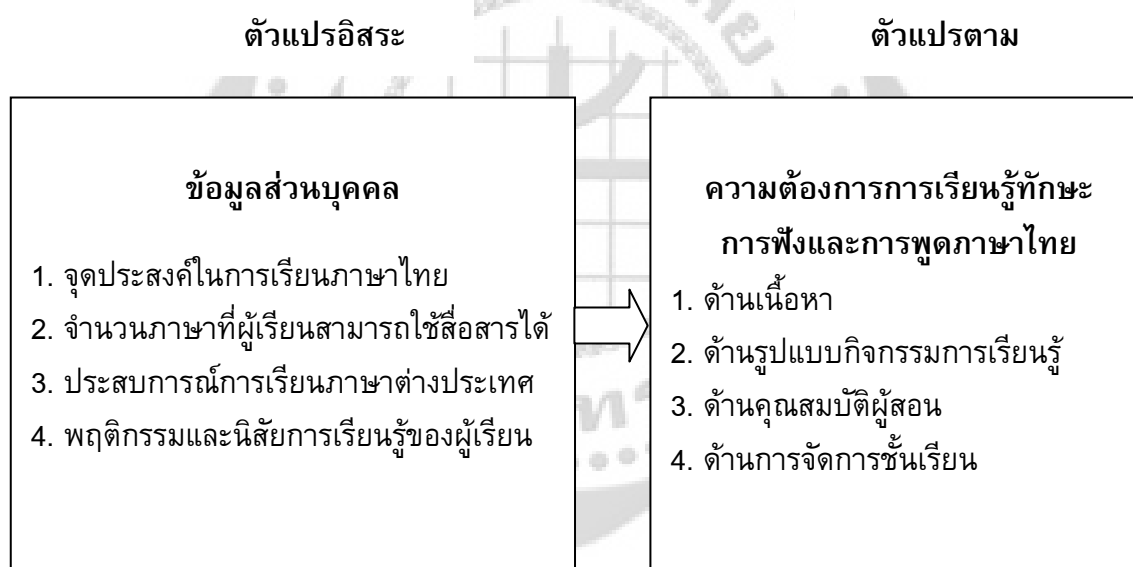 ตัวแปรอิสระ
ตัวแปรตาม
ข้อมูลส่วนบุคคล
1. จุดประสงค์ในการเรียนภาษาไทย
2. จำนวนภาษาที่ผู้เรียนสามารถใช้สื่อสารได้
3. ประสบการณ์การเรียนภาษาต่างประเทศ
4. พฤติกรรมและนิสัยการเรียนรู้ของผู้เรียน
ความต้องการการเรียนรู้ทักษะ
การฟังและการพูดภาษาไทย
1. ด้านเนื้อหา
2. ด้านรูปแบบกิจกรรมการเรียนรู้
3. ด้านคุณสมบัติผู้สอน
4. ด้านการจัดการชั้นเรียน